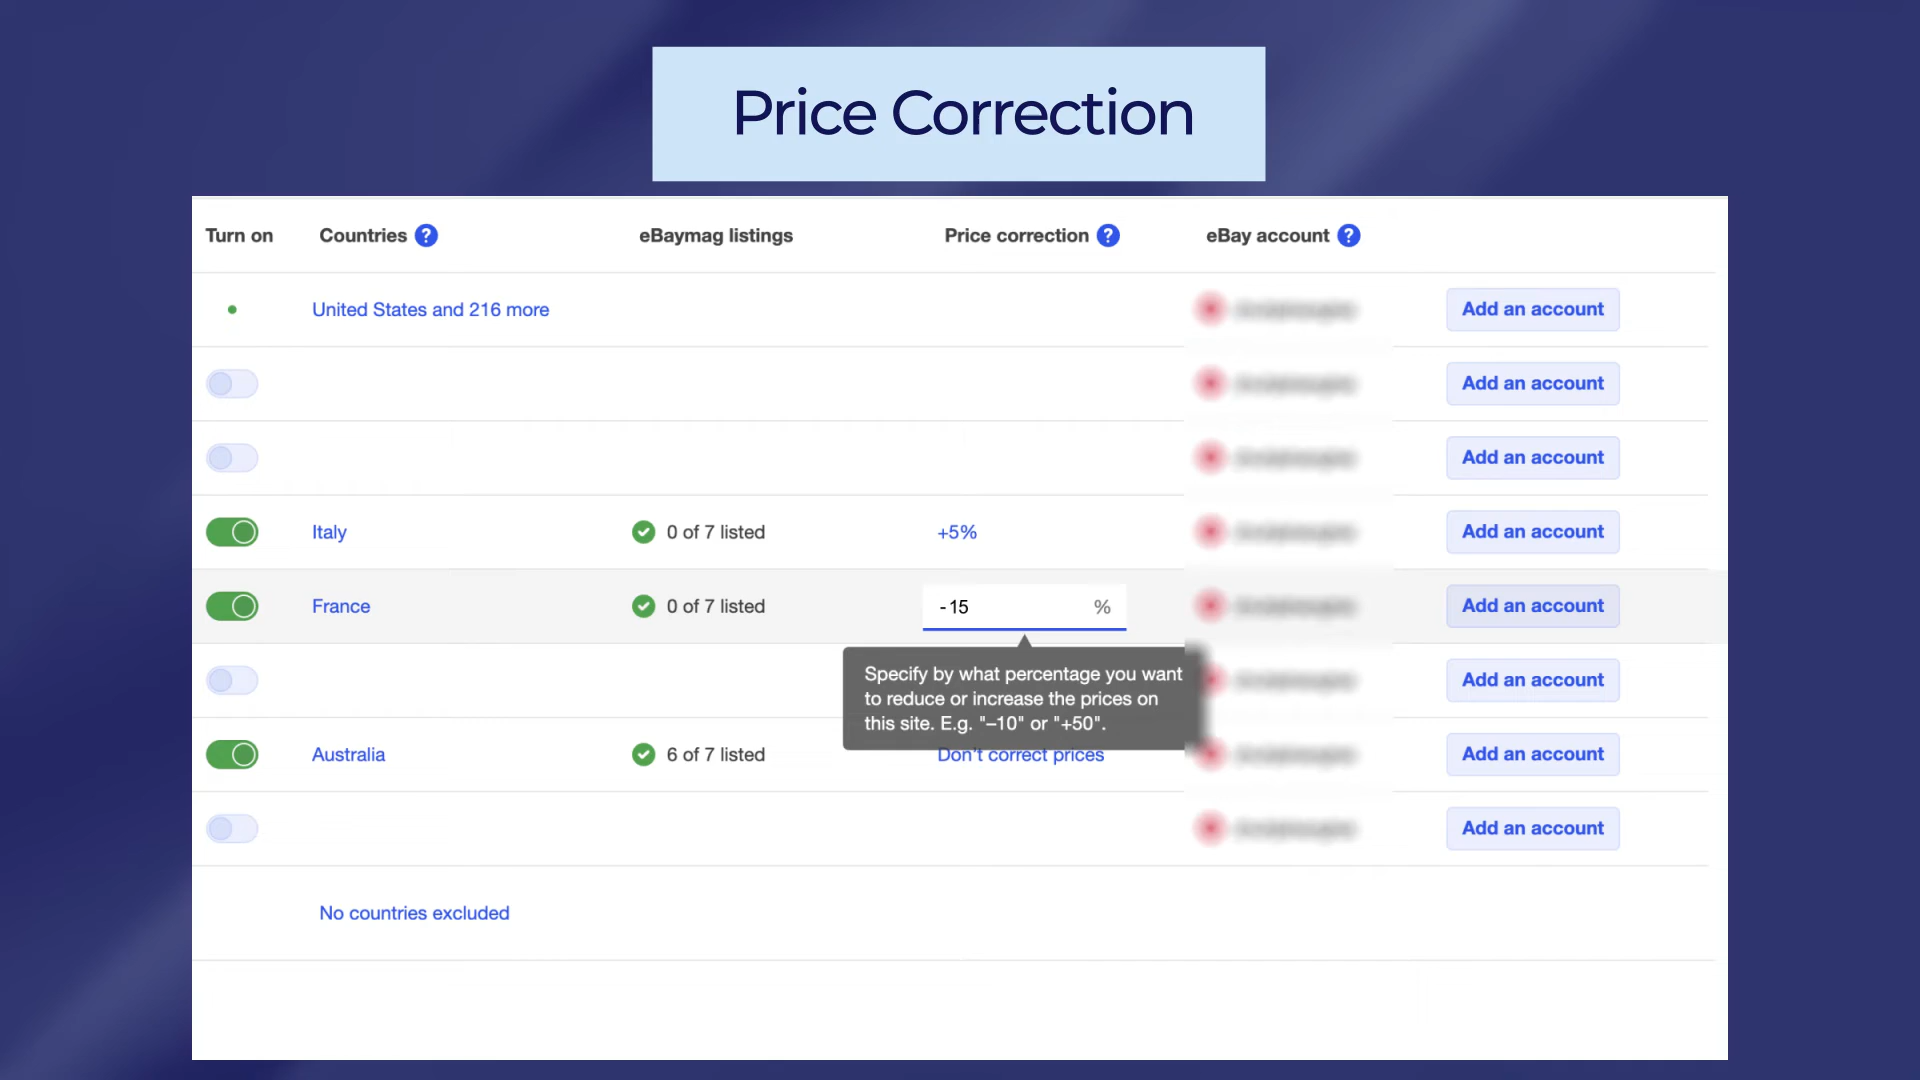 Price Correction
Turn on Countries ? eBaymag listings Price correction ? eBay account ?
United States and 216 more Add an account
Add an account
Add an account
Italy 0 of 7 listed +5% Add an account
France 0 of 7 listed -15 % Add an account
Specify by what percentage you want
to reduce or increase the prices on
this site. E.g. "–10" or "+50".
Add an account
Australia 6 of 7 listed Don't correct prices Add an account
Add an account
No countries excluded